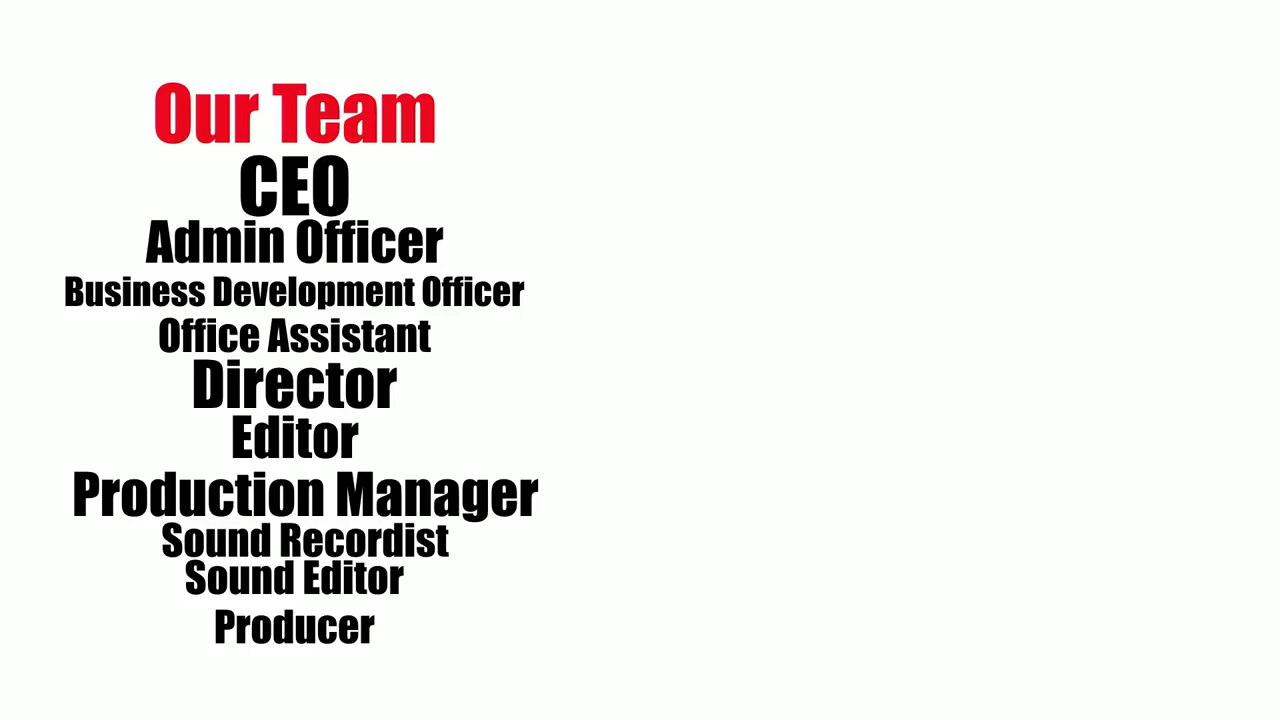 Our Team
CEO
Admin Officer
Business Development Officer
Office Assistant
Director
Editor
Production Manager
Sound Recordist
Sound Editor
Producer